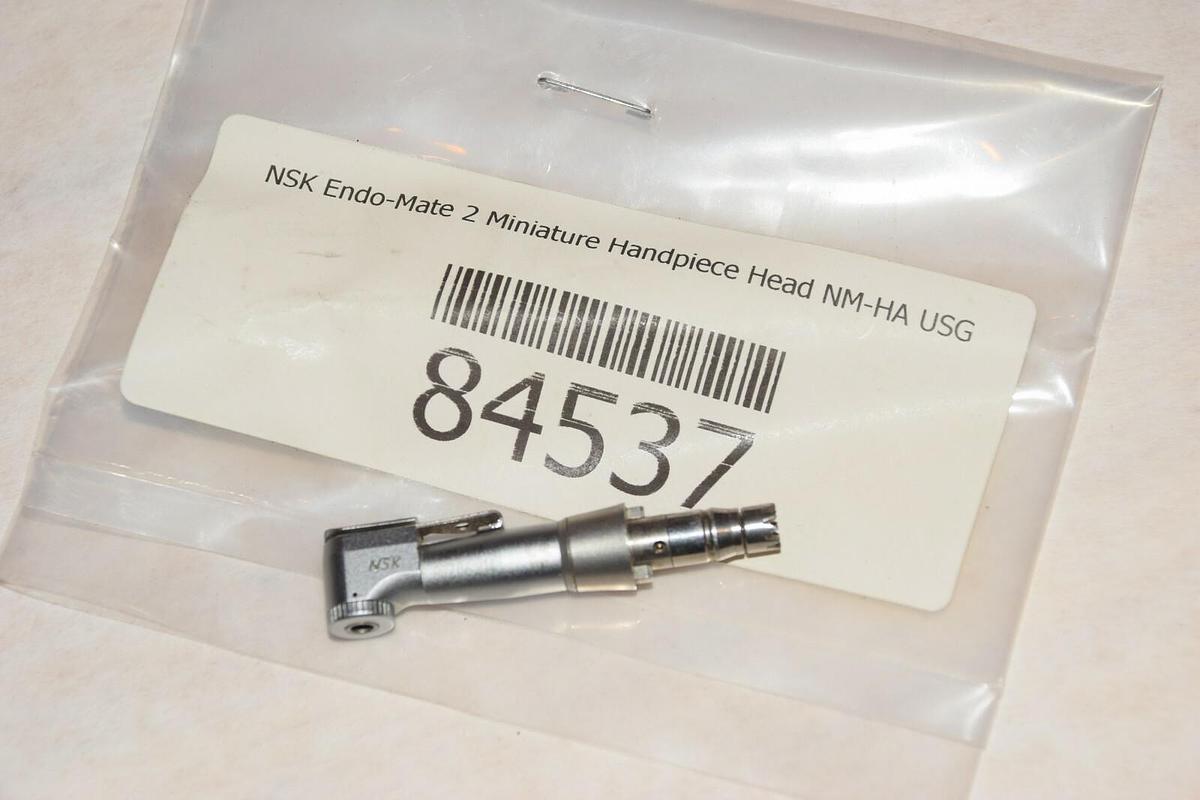 NSK Endo-Mate 2 Miniature Handpiece Head NM-HA USG
84537
NSK